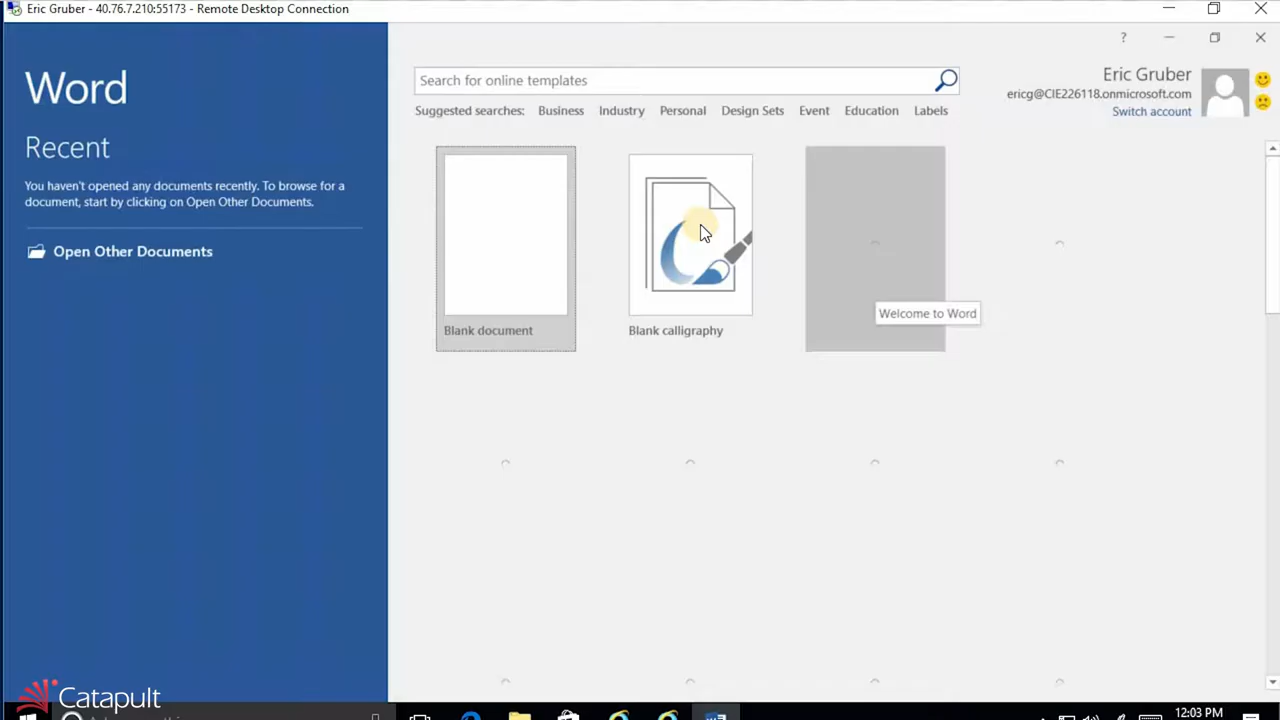 Eric Gruber - 40.76.7.210:55173 - Remote Desktop Connection
?
Word
Recent
You haven't opened any documents recently. To browse for a
document, start by clicking on Open Other Documents.
Open Other Documents
Search for online templates
Suggested searches: Business Industry Personal Design Sets Event Education Labels
Eric Gruber
ericg@CIE226118.onmicrosoft.com
Switch account
Blank document
Blank calligraphy
Welcome to Word
Catapult
12:03 PM